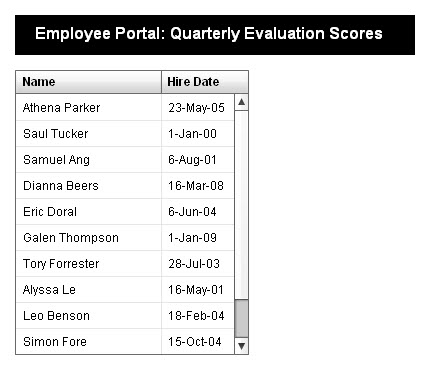 Employee Portal: Quarterly Evaluation Scores
Name Hire Date
Athena Parker 23-May-05
Saul Tucker 1-Jan-00
Samuel Ang 6-Aug-01
Dianna Beers 16-Mar-08
Eric Doral 6-Jun-04
Galen Thompson 1-Jan-09
Tory Forrester 28-Jul-03
Alyssa Le 16-May-01
Leo Benson 18-Feb-04
Simon Fore 15-Oct-04